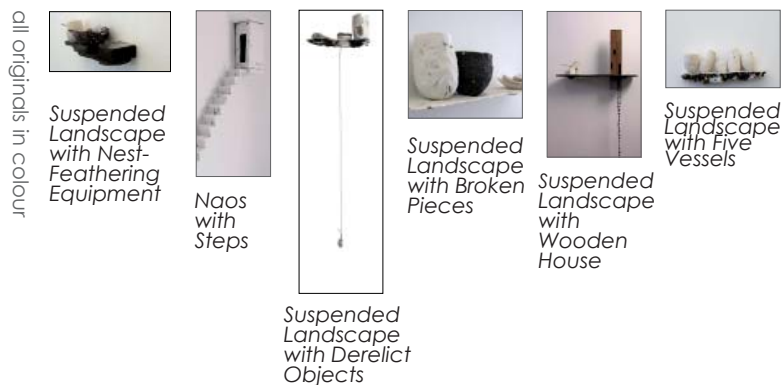 all originals in colour
Suspended
Landscape
with Nest-
Feathering
Equipment
Naos
with
Steps
Suspended
Landscape
with Derelict
Objects
Suspended
Landscape
with Broken
Pieces
Suspended
Landscape
with
Wooden
House
Suspended
Landscape
with Five
Vessels